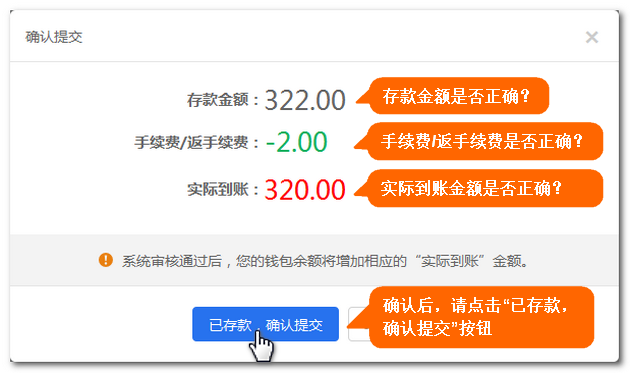 确认提交
存款金额：322.00
存款金额是否正确？
手续费/返手续费：-2.00
手续费/返手续费是否正确？
实际到账：320.00
实际到账金额是否正确？
系统审核通过后，您的钱包余额将增加相应的“实际到账”金额。
已存款，确认提交
确认后，请点击“已存款，
确认提交”按钮